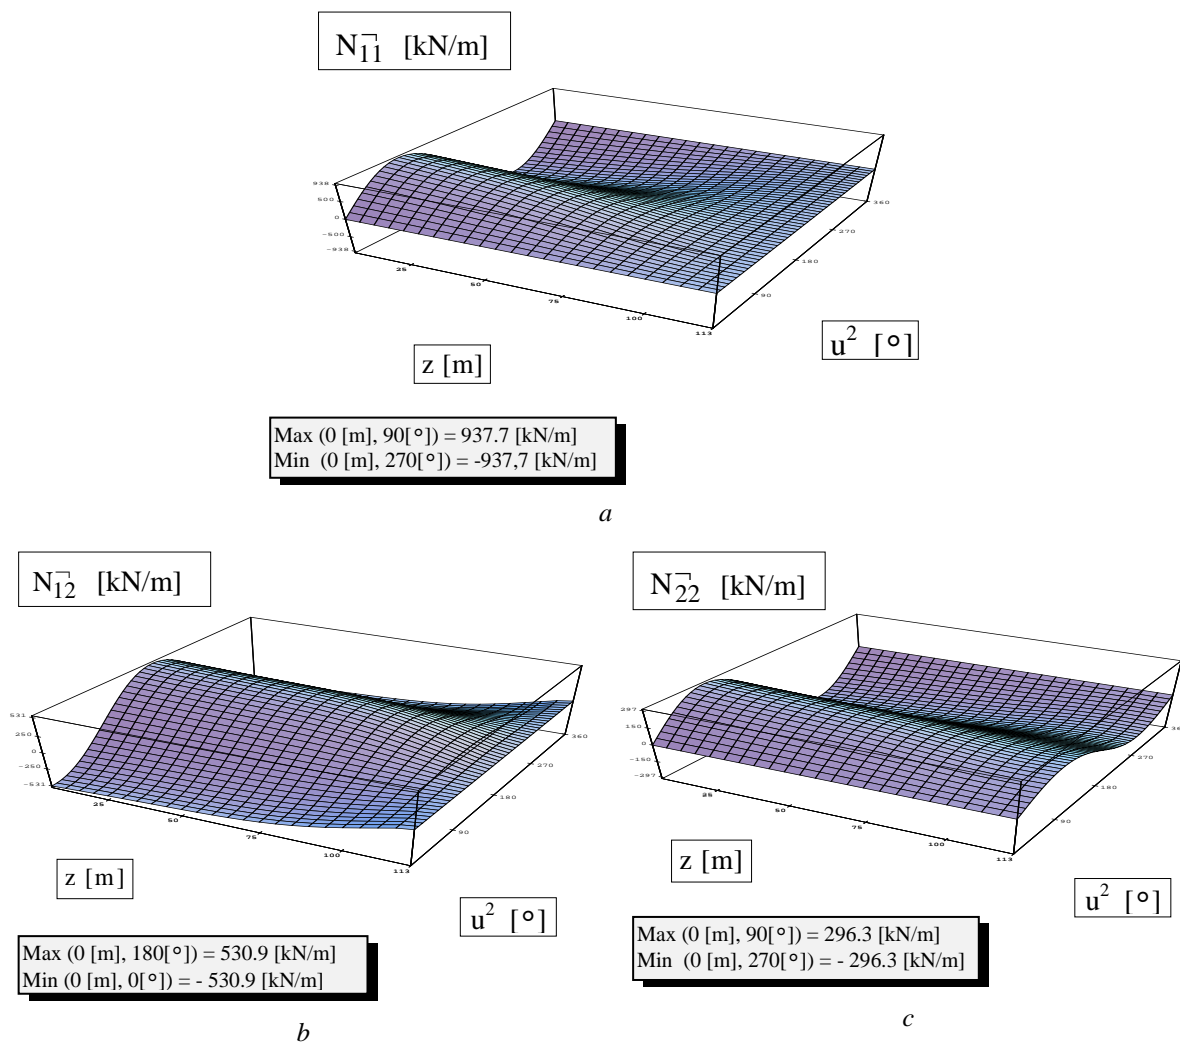 N11¬ [kN/m]
938
500
0
-500
-938
25
50
75
100
113
90
180
270
360
z [m]
u² [°]
Max (0 [m], 90[°]) = 937.7 [kN/m]
Min (0 [m], 270[°]) = -937,7 [kN/m]
a
N12¬ [kN/m]
531
250
0
-250
-531
25
50
75
100
113
90
180
270
360
z [m]
u² [°]
Max (0 [m], 180[°]) = 530.9 [kN/m]
Min (0 [m], 0[°]) = - 530.9 [kN/m]
b
N22¬ [kN/m]
297
150
0
-150
-297
25
50
75
100
113
90
180
270
z [m]
u² [°]
Max (0 [m], 90[°]) = 296.3 [kN/m]
Min (0 [m], 270[°]) = - 296.3 [kN/m]
c